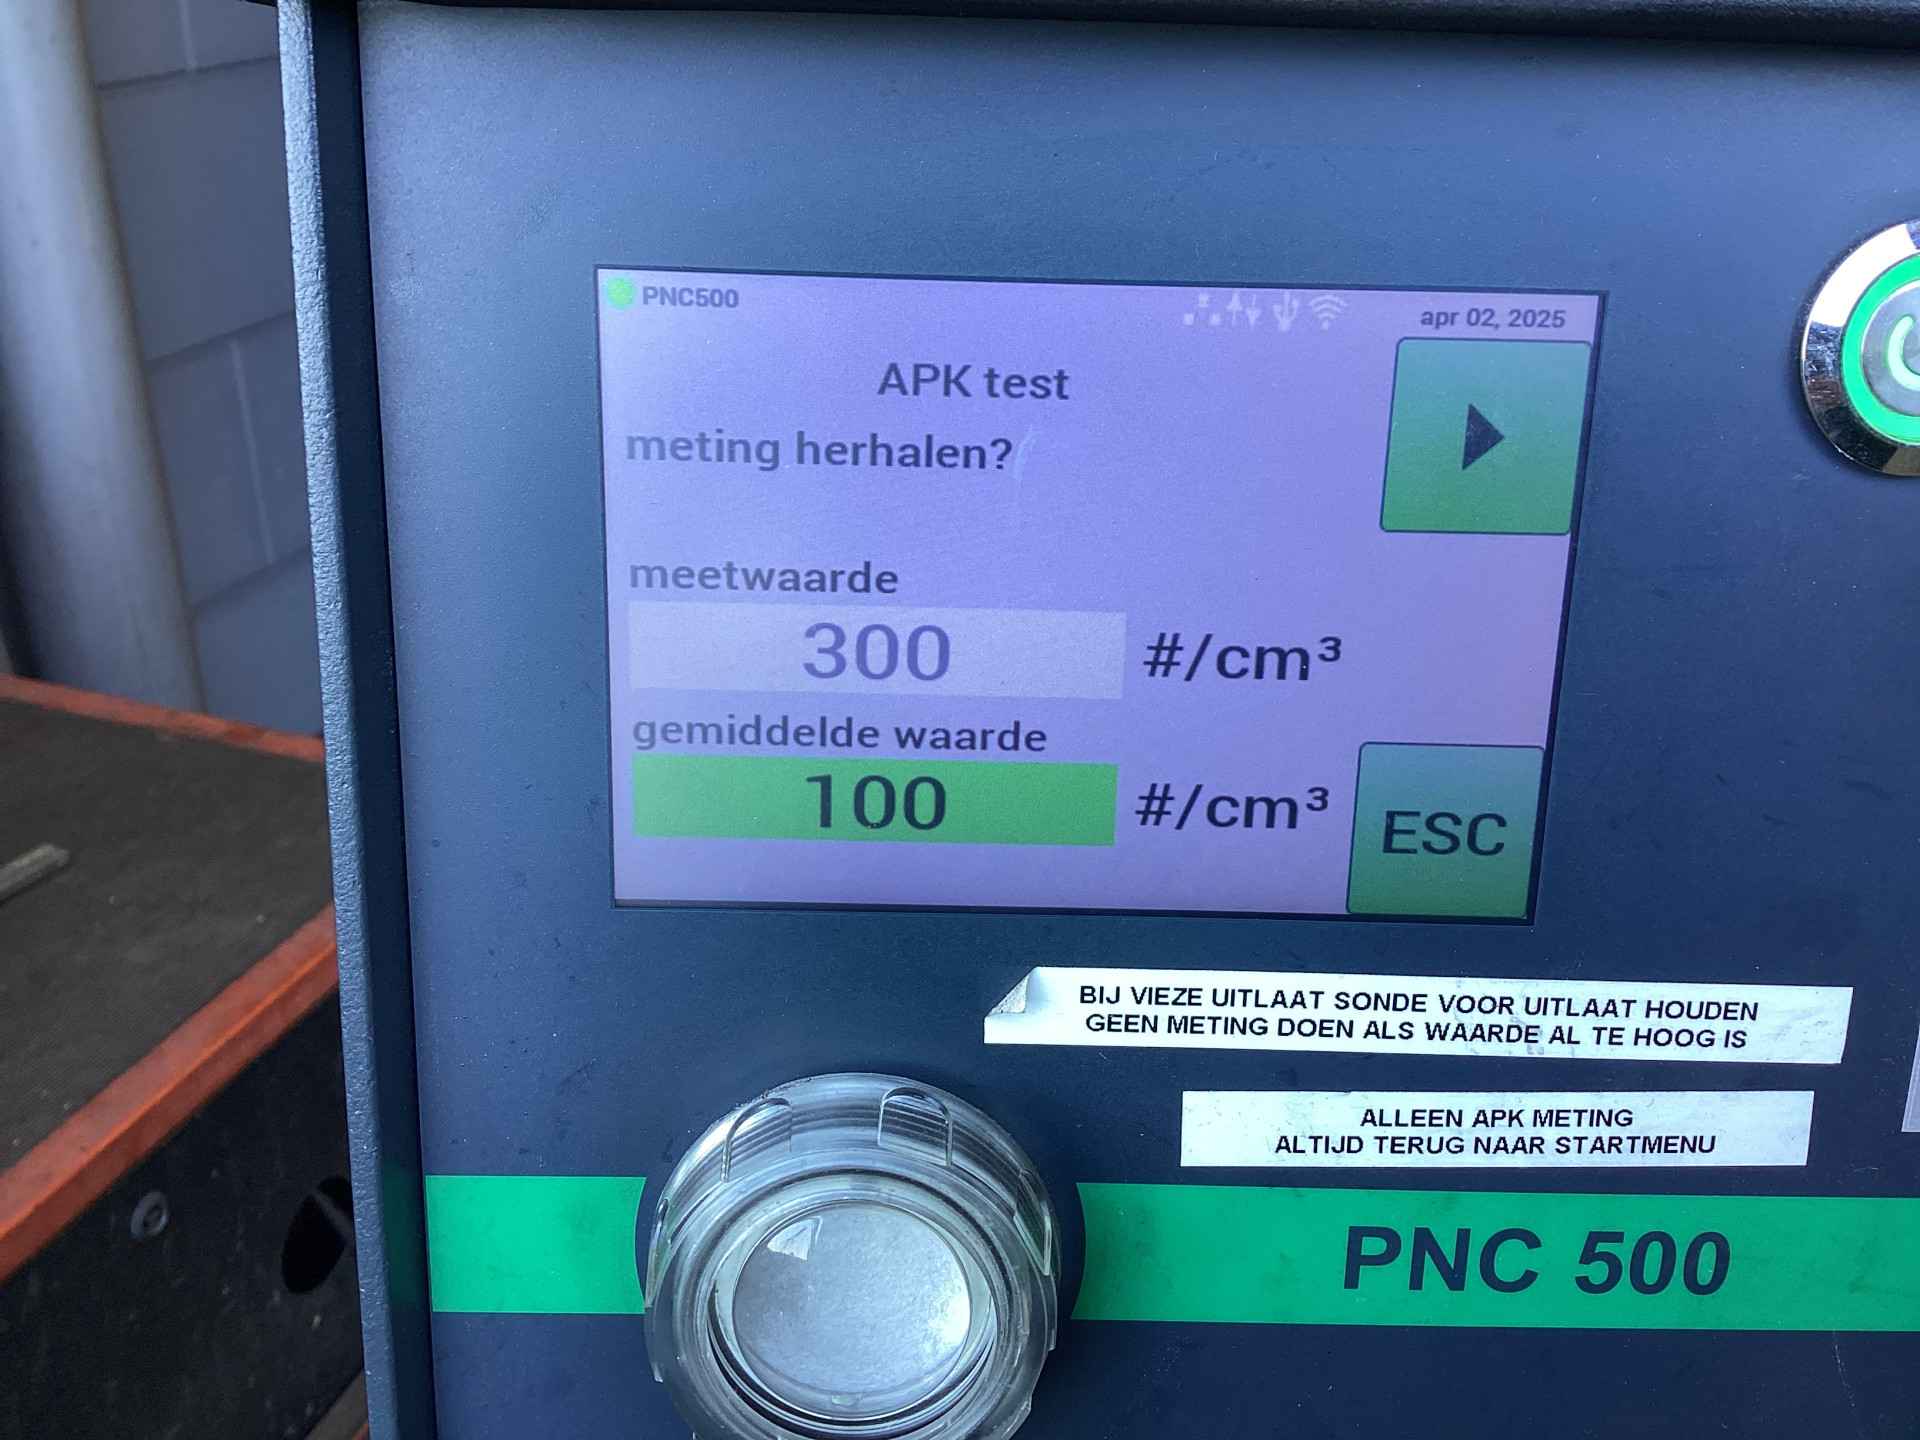 PNC500
apr 02, 2025
APK test
meting herhalen?
meetwaarde
300 #/cm³
gemiddelde waarde
100 #/cm³
ESC
BIJ VIEZE UITLAAT SONDE VOOR UITLAAT HOUDEN
GEEN METING DOEN ALS WAARDE AL TE HOOG IS
ALLEEN APK METING
ALTIJD TERUG NAAR STARTMENU
PNC 500